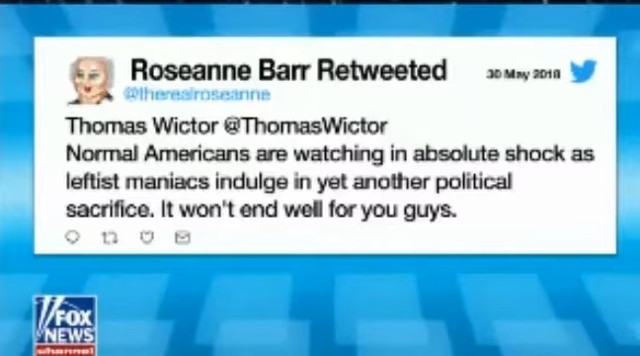 Roseanne Barr Retweeted
30 May 2018
@therealroseanne
Thomas Wictor @ThomasWictor
Normal Americans are watching in absolute shock as
leftist maniacs indulge in yet another political
sacrifice. It won't end well for you guys.
FOX
NEWS
channel